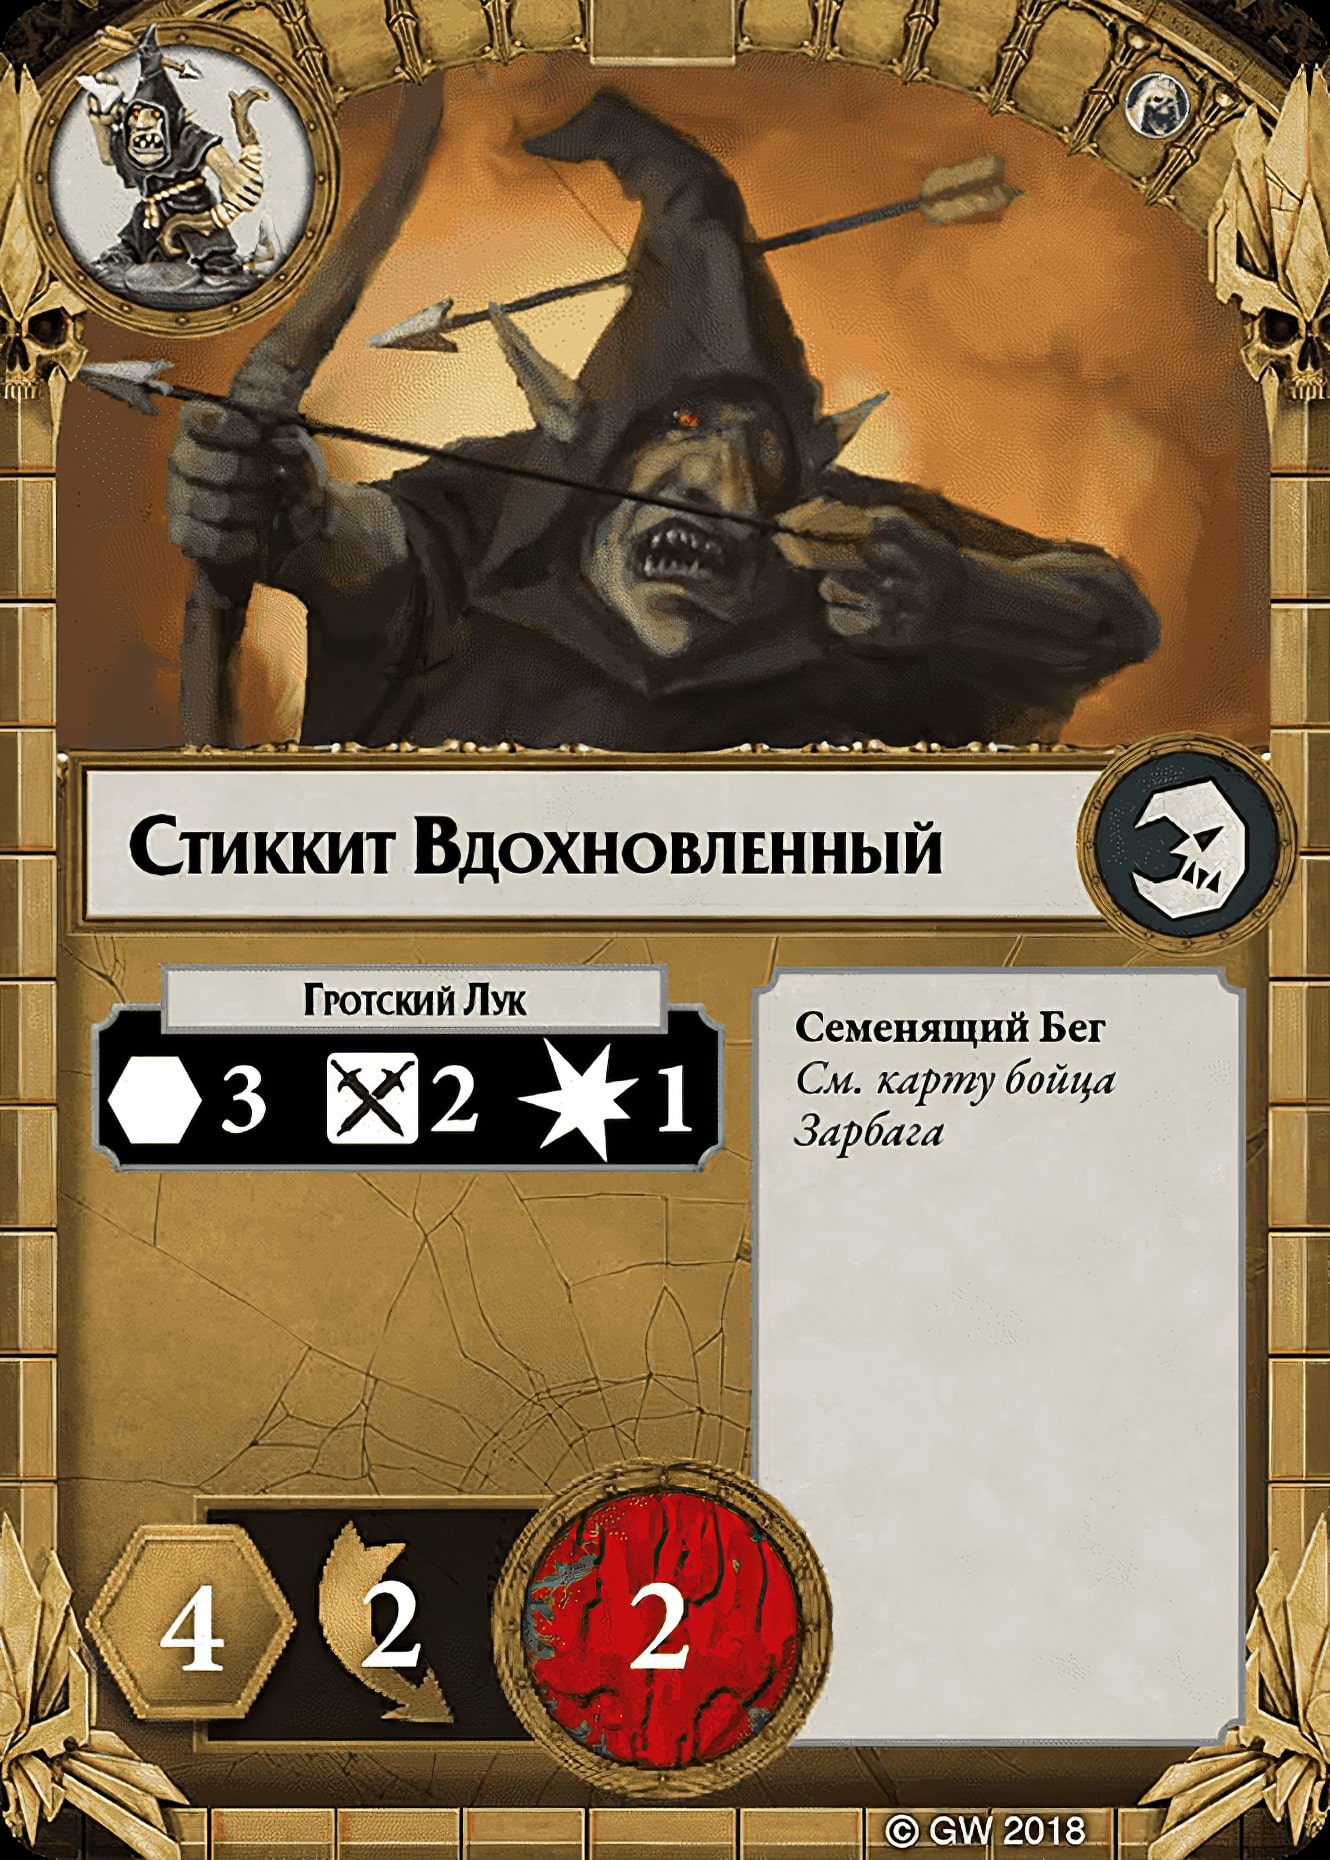 Стиккит Вдохновленный
Гротский Лук
3 2 1
Семенящий Бег
См. карту бойца
Зарбага
4 2 2
© GW 2018